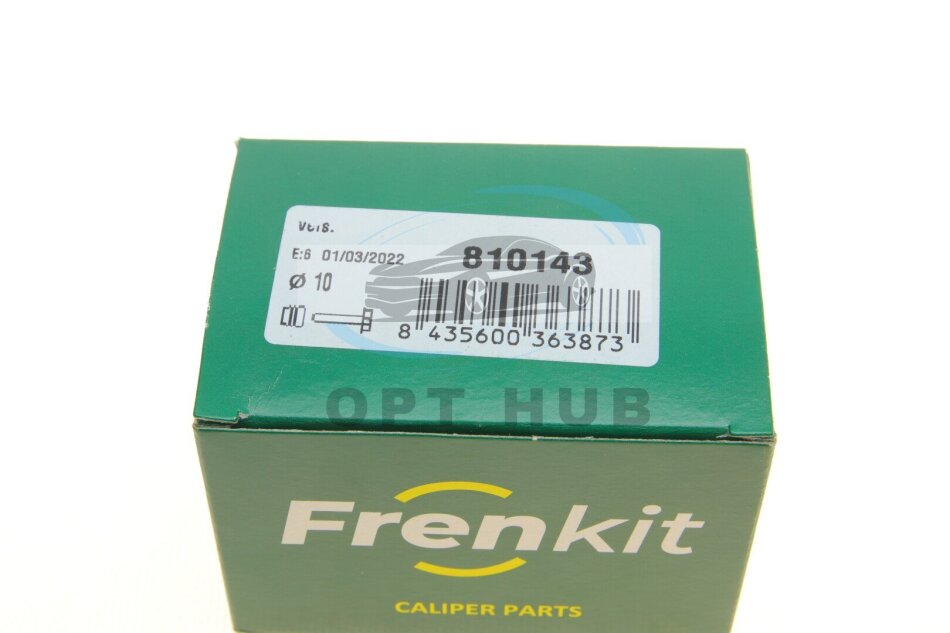 Vers.
E:6 01/03/2022 810143
Ø 10
8 435600 363873
OPT HUB
Frenkit
CALIPER PARTS